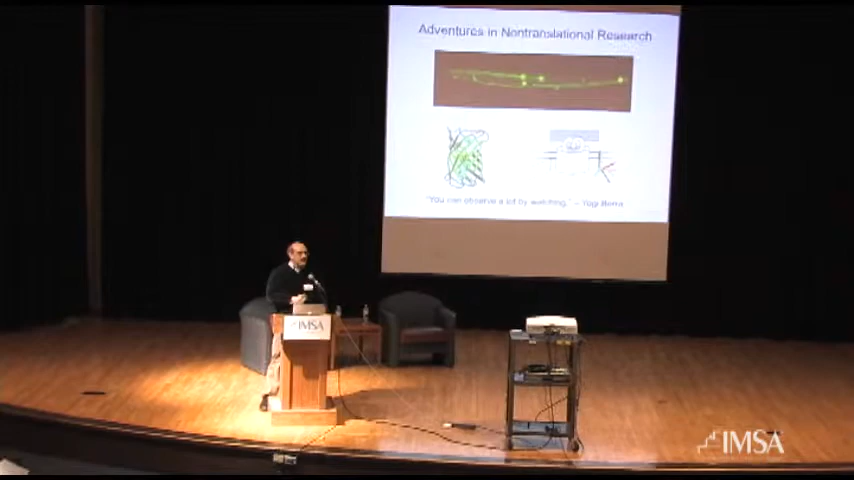 Adventures in Nontranslational Research
"You can observe a lot by watching." – Yogi Berra
IMSA
IMSA